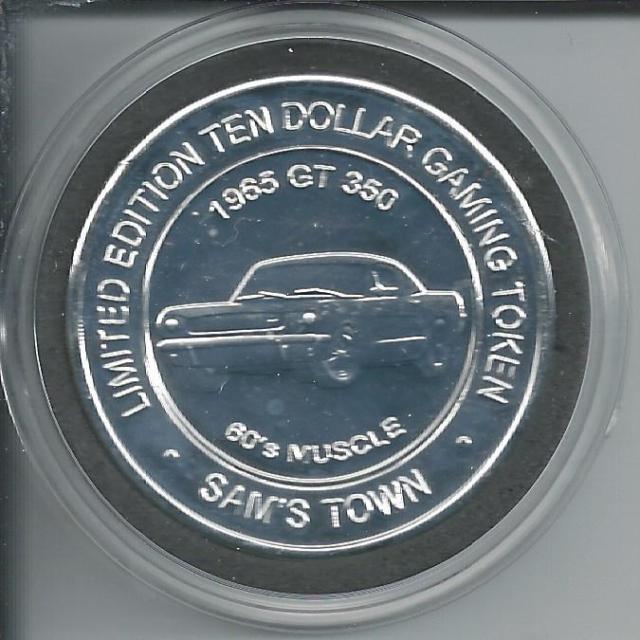 LIMITED EDITION TEN DOLLAR GAMING TOKEN
1965 GT 350
60's MUSCLE
SAM'S TOWN